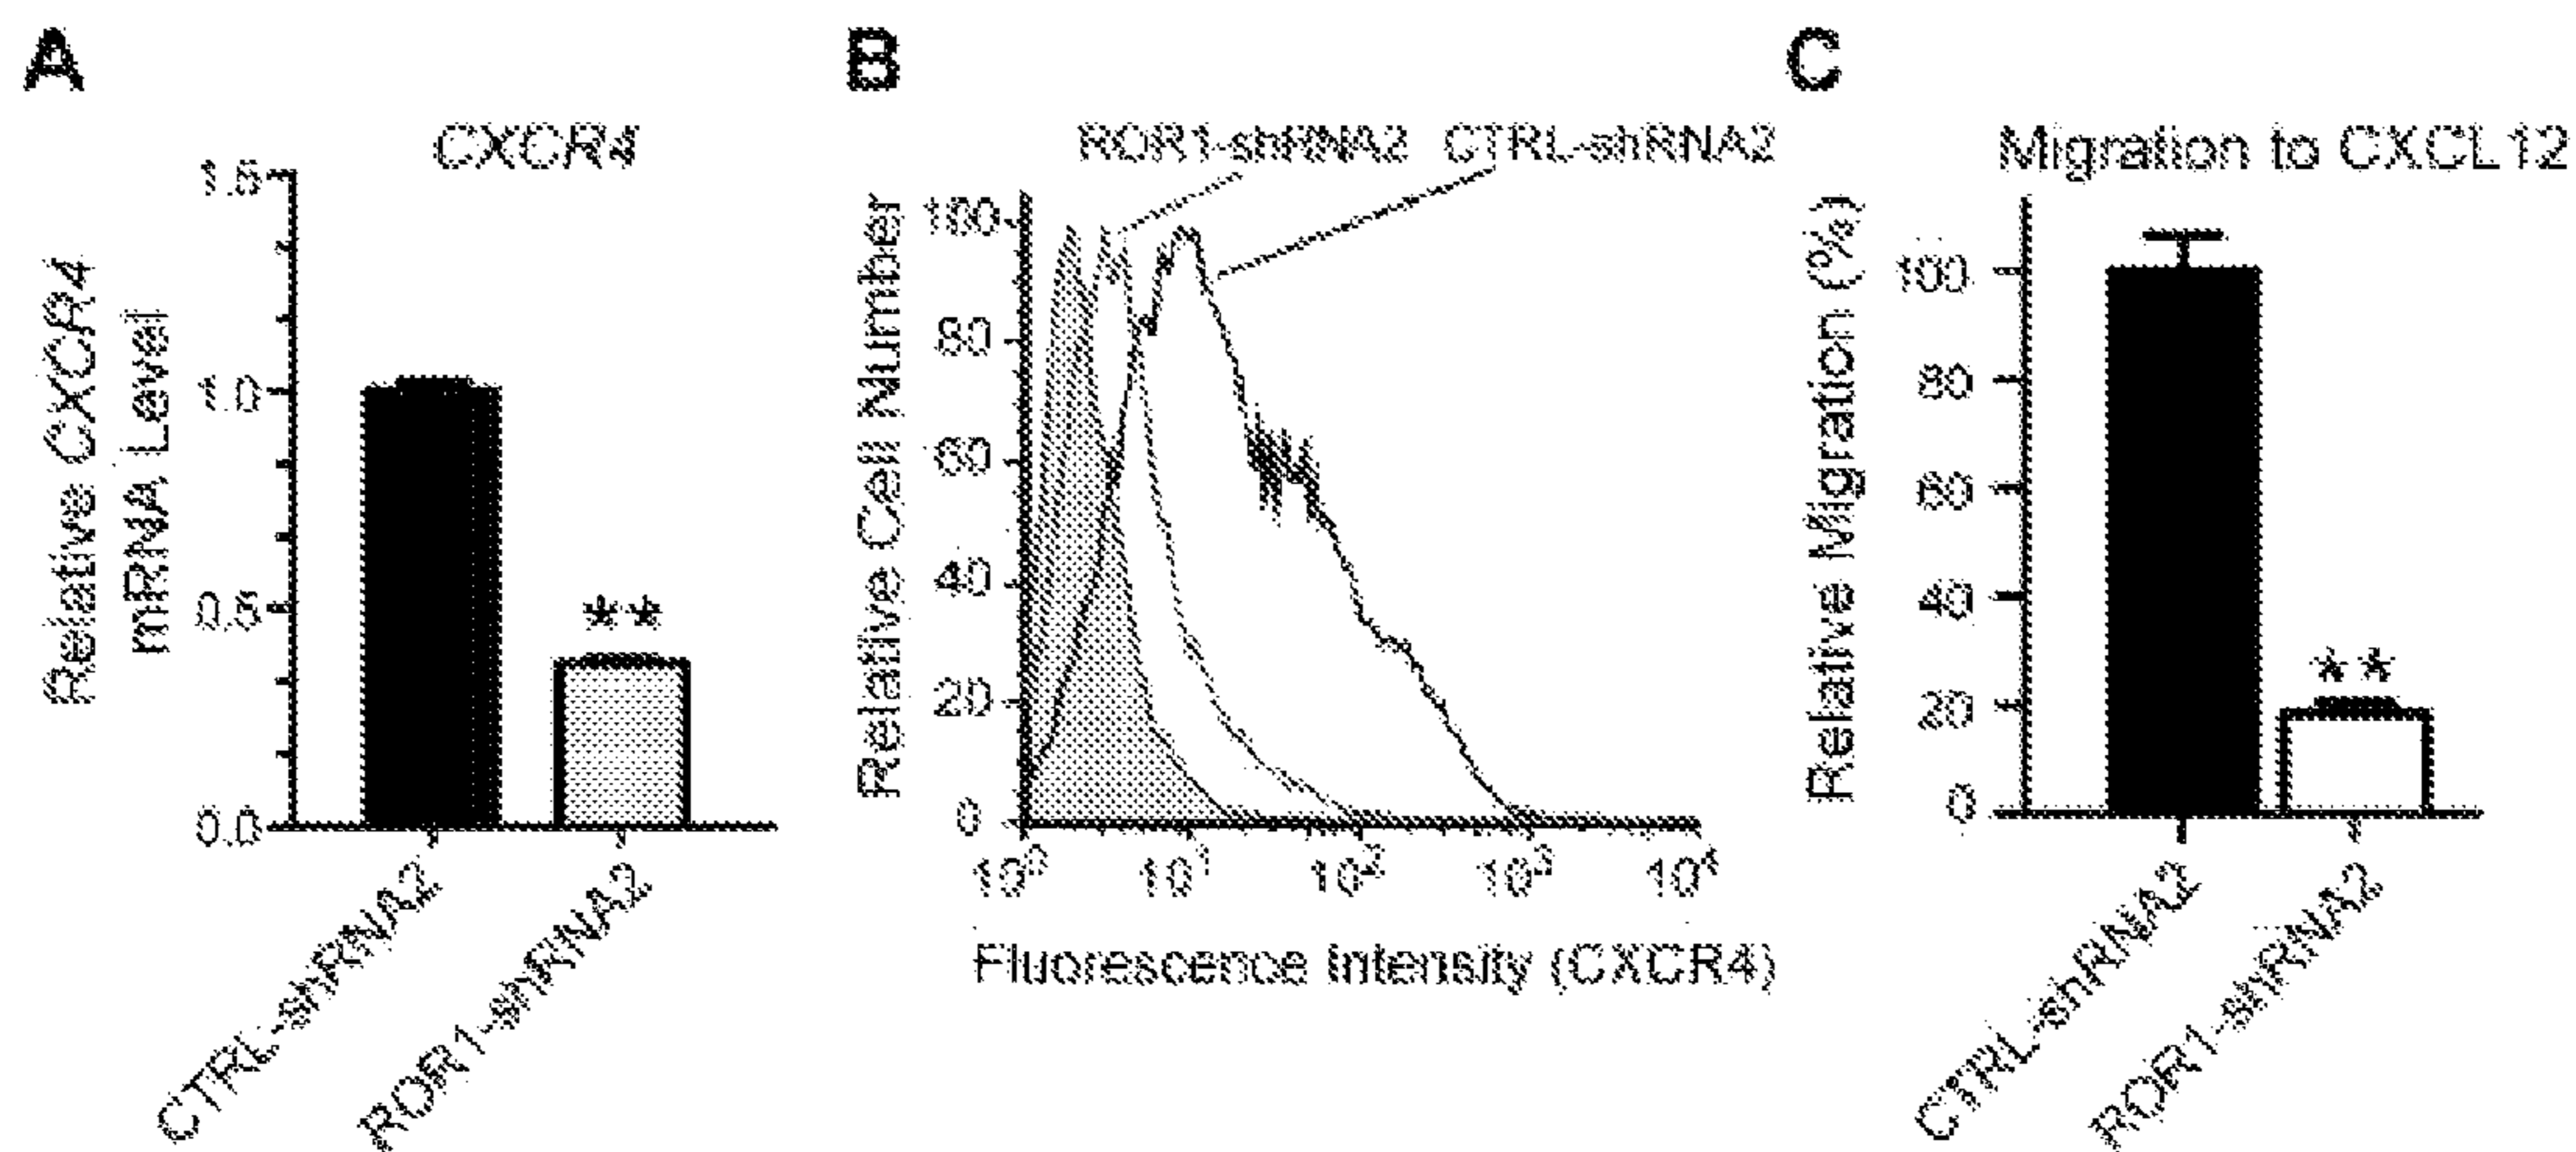 A
CXCR4
Relative CXCR4
mRNA Level
1.5
1.0
0.5
0.0
**
CTRL-shRNA2
ROR1-shRNA2
B
ROR1-shRNA2 CTRL-shRNA2
Relative Cell Number
100
80
60
40
20
0
10⁰ 10¹ 10² 10³ 10⁴
Fluorescence Intensity (CXCR4)
C
Migration to CXCL12
Relative Migration (%)
100
80
60
40
20
0
**
CTRL-shRNA2
ROR1-shRNA2